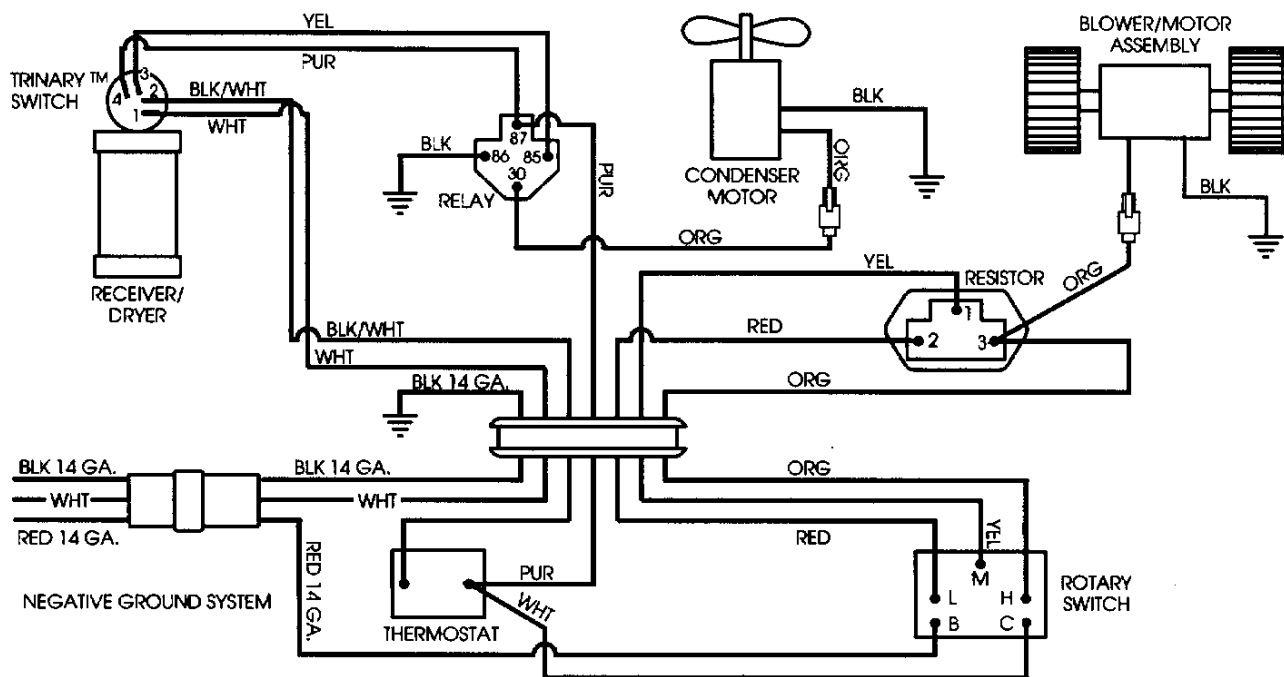 YEL
PUR
TRINARY™
SWITCH
3
4
2
1
BLK/WHT
WHT
BLK
87
86
85
30
RELAY
PUR
CONDENSER
MOTOR
BLK
ORG
ORG
BLOWER/MOTOR
ASSEMBLY
BLK
ORG
RECEIVER/
DRYER
YEL
RESISTOR
1
2
3
RED
ORG
BLK/WHT
WHT
BLK 14 GA.
BLK 14 GA.
WHT
RED 14 GA.
BLK 14 GA.
WHT
RED 14 GA.
NEGATIVE GROUND SYSTEM
THERMOSTAT
PUR
WHT
ORG
YEL
RED
M
L
H
B
C
ROTARY
SWITCH